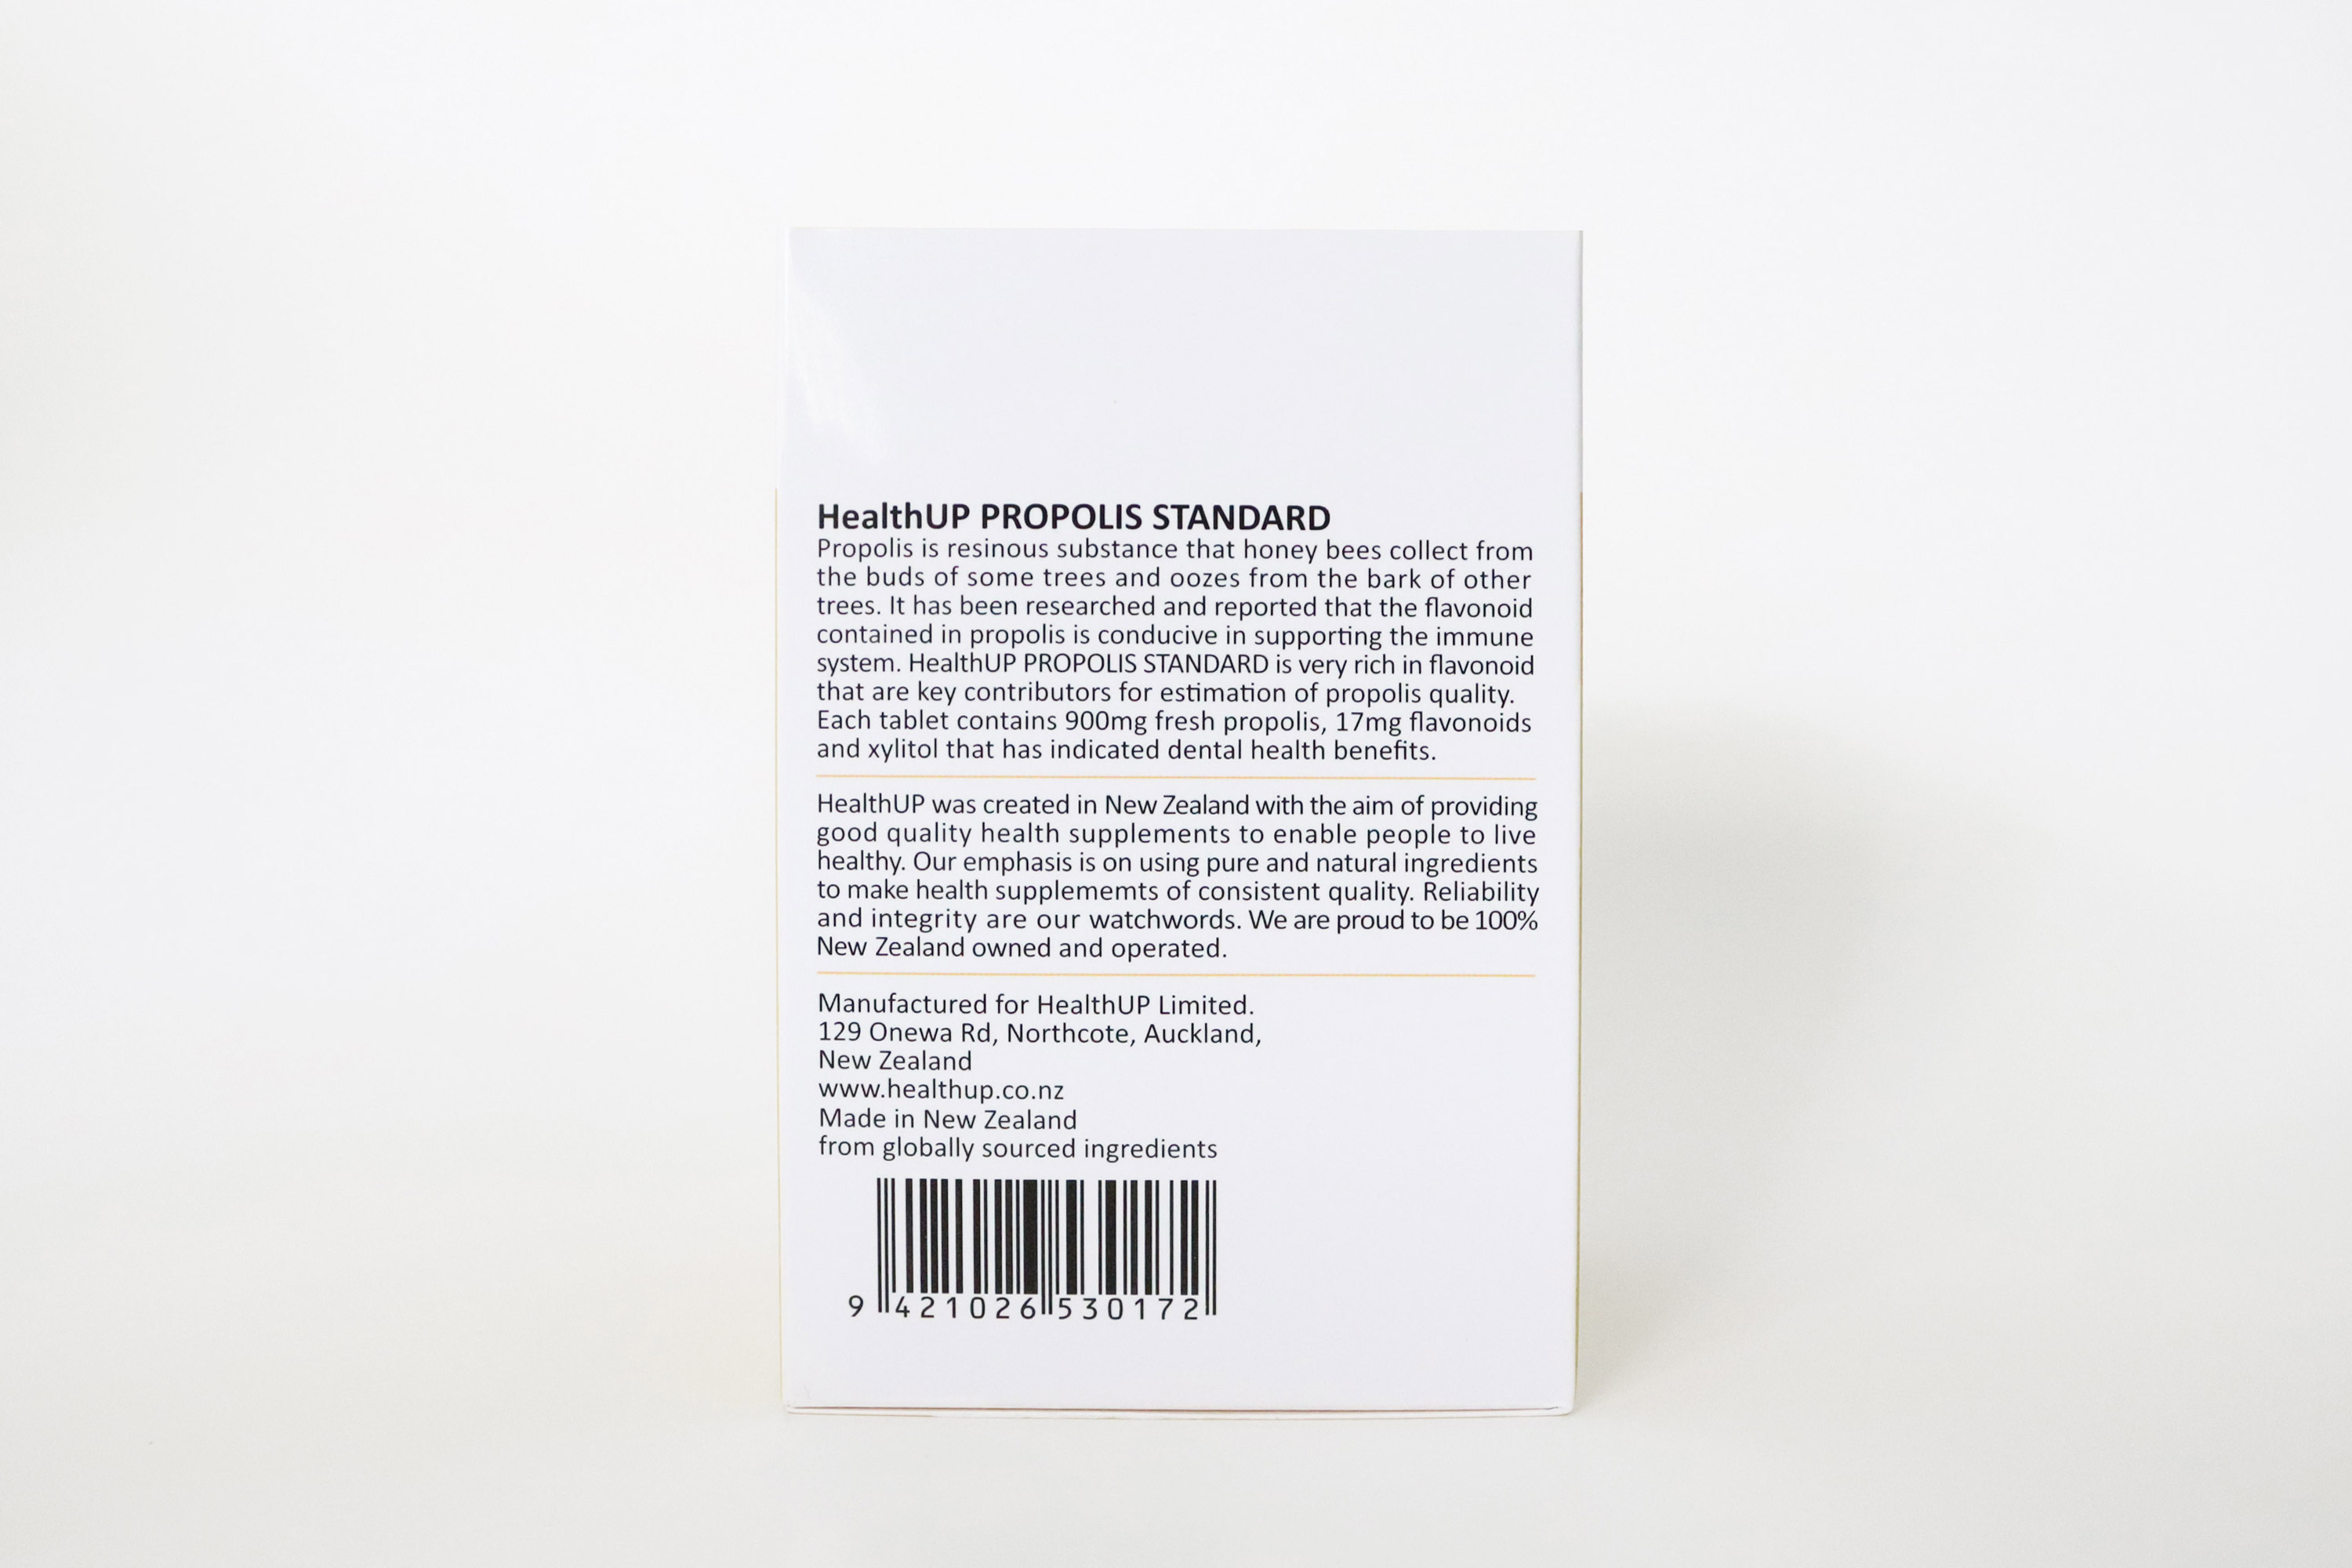 HealthUP PROPOLIS STANDARD
Propolis is resinous substance that honey bees collect from
the buds of some trees and oozes from the bark of other
trees. It has been researched and reported that the flavonoid
contained in propolis is conducive in supporting the immune
system. HealthUP PROPOLIS STANDARD is very rich in flavonoid
that are key contributors for estimation of propolis quality.
Each tablet contains 900mg fresh propolis, 17mg flavonoids
and xylitol that has indicated dental health benefits.
HealthUP was created in New Zealand with the aim of providing
good quality health supplements to enable people to live
healthy. Our emphasis is on using pure and natural ingredients
to make health supplememts of consistent quality. Reliability
and integrity are our watchwords. We are proud to be 100%
New Zealand owned and operated.
Manufactured for HealthUP Limited.
129 Onewa Rd, Northcote, Auckland,
New Zealand
www.healthup.co.nz
Made in New Zealand
from globally sourced ingredients
9 421026 530172